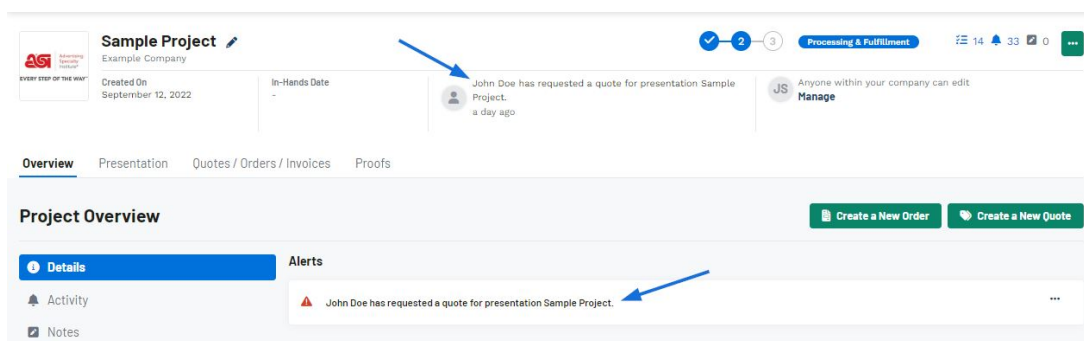 ASI Advertising
Specialty
Institute®
EVERY STEP OF THE WAY™
Sample Project
Example Company
2 3 Processing & Fulfillment 14 33 0 ...
Created On
September 12, 2022
In-Hands Date
-
John Doe has requested a quote for presentation Sample
Project.
a day ago
JS
Anyone within your company can edit
Manage
Overview Presentation Quotes / Orders / Invoices Proofs
Project Overview
Create a New Order Create a New Quote
Details
Activity
Notes
Alerts
John Doe has requested a quote for presentation Sample Project. ...